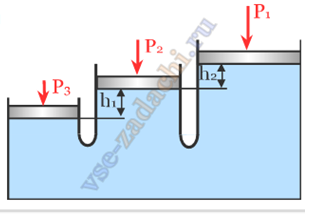 P₁
P₂
h₂
P₃
h₁
vse-zadachi.ru